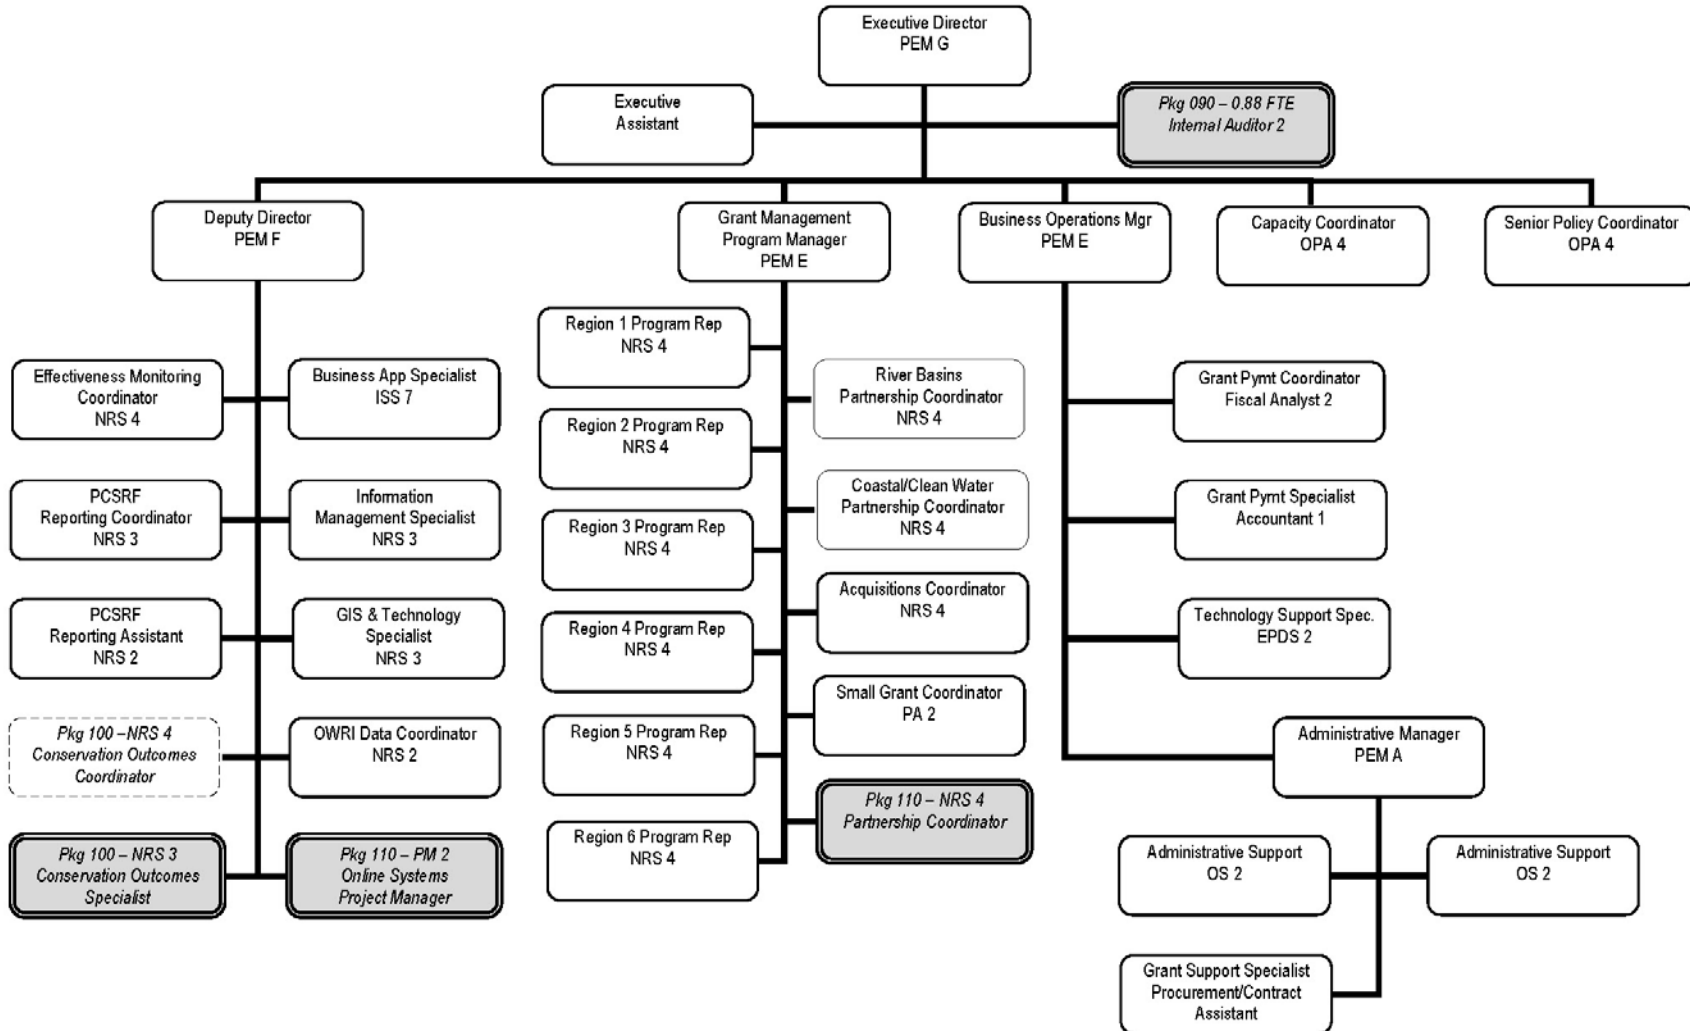 Executive Director
PEM G
Executive
Assistant
Pkg 090 – 0.88 FTE
Internal Auditor 2
Deputy Director
PEM F
Grant Management
Program Manager
PEM E
Business Operations Mgr
PEM E
Capacity Coordinator
OPA 4
Senior Policy Coordinator
OPA 4
Effectiveness Monitoring
Coordinator
NRS 4
Business App Specialist
ISS 7
PCSRF
Reporting Coordinator
NRS 3
Information
Management Specialist
NRS 3
PCSRF
Reporting Assistant
NRS 2
GIS & Technology
Specialist
NRS 3
Pkg 100 –NRS 4
Conservation Outcomes
Coordinator
OWRI Data Coordinator
NRS 2
Pkg 100 – NRS 3
Conservation Outcomes
Specialist
Pkg 110 – PM 2
Online Systems
Project Manager
Region 1 Program Rep
NRS 4
Region 2 Program Rep
NRS 4
Region 3 Program Rep
NRS 4
Region 4 Program Rep
NRS 4
Region 5 Program Rep
NRS 4
Region 6 Program Rep
NRS 4
River Basins
Partnership Coordinator
NRS 4
Coastal/Clean Water
Partnership Coordinator
NRS 4
Acquisitions Coordinator
NRS 4
Small Grant Coordinator
PA 2
Pkg 110 – NRS 4
Partnership Coordinator
Grant Pymt Coordinator
Fiscal Analyst 2
Grant Pymt Specialist
Accountant 1
Technology Support Spec.
EPDS 2
Administrative Manager
PEM A
Administrative Support
OS 2
Administrative Support
OS 2
Grant Support Specialist
Procurement/Contract
Assistant